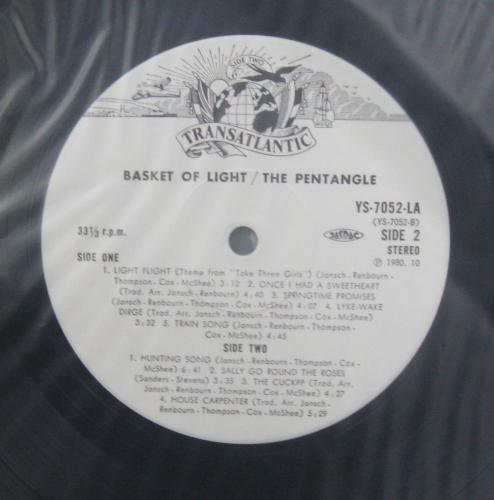 SIDE TWO
TRANSATLANTIC
BASKET OF LIGHT / THE PENTANGLE
YS-7052-LA
(YS-7052-B)
33⅓ r.p.m.
JASRAC
SIDE 2
STEREO
SIDE ONE
℗ 1980. 10
1. LIGHT FLIGHT (Theme from "Take Three Girls") (Jansch-Renbourn-
Thompson-Cox-McShee) 3:12 2. ONCE I HAD A SWEETHEART
(Trad. Arr. Jansch-Renbourn) 4:40 3. SPRINGTIME PROMISES
(Jansch-Renbourn-Thompson-Cox-McShee) 4:07 4. LYKE-WAKE
DIRGE (Trad. Arr. Jansch-Renbourn-Thompson-Cox-McShee)
3:32 5. TRAIN SONG (Jansch-Renbourn-Thompson-Cox-
McShee) 4:45
SIDE TWO
1. HUNTING SONG (Jansch-Renbourn-Thompson-Cox-
McShee) 6:41 2. SALLY GO ROUND THE ROSES
(Sanders-Stevens) 3:35 3. THE CUCKPP (Trad. Arr.
Jansch-Renbourn-Thompson-Cox-McShee) 4:27
4. HOUSE CARPENTER (Trad. Arr. Jansch-
Renbourn-Thompson-Cox-McShee) 5:29